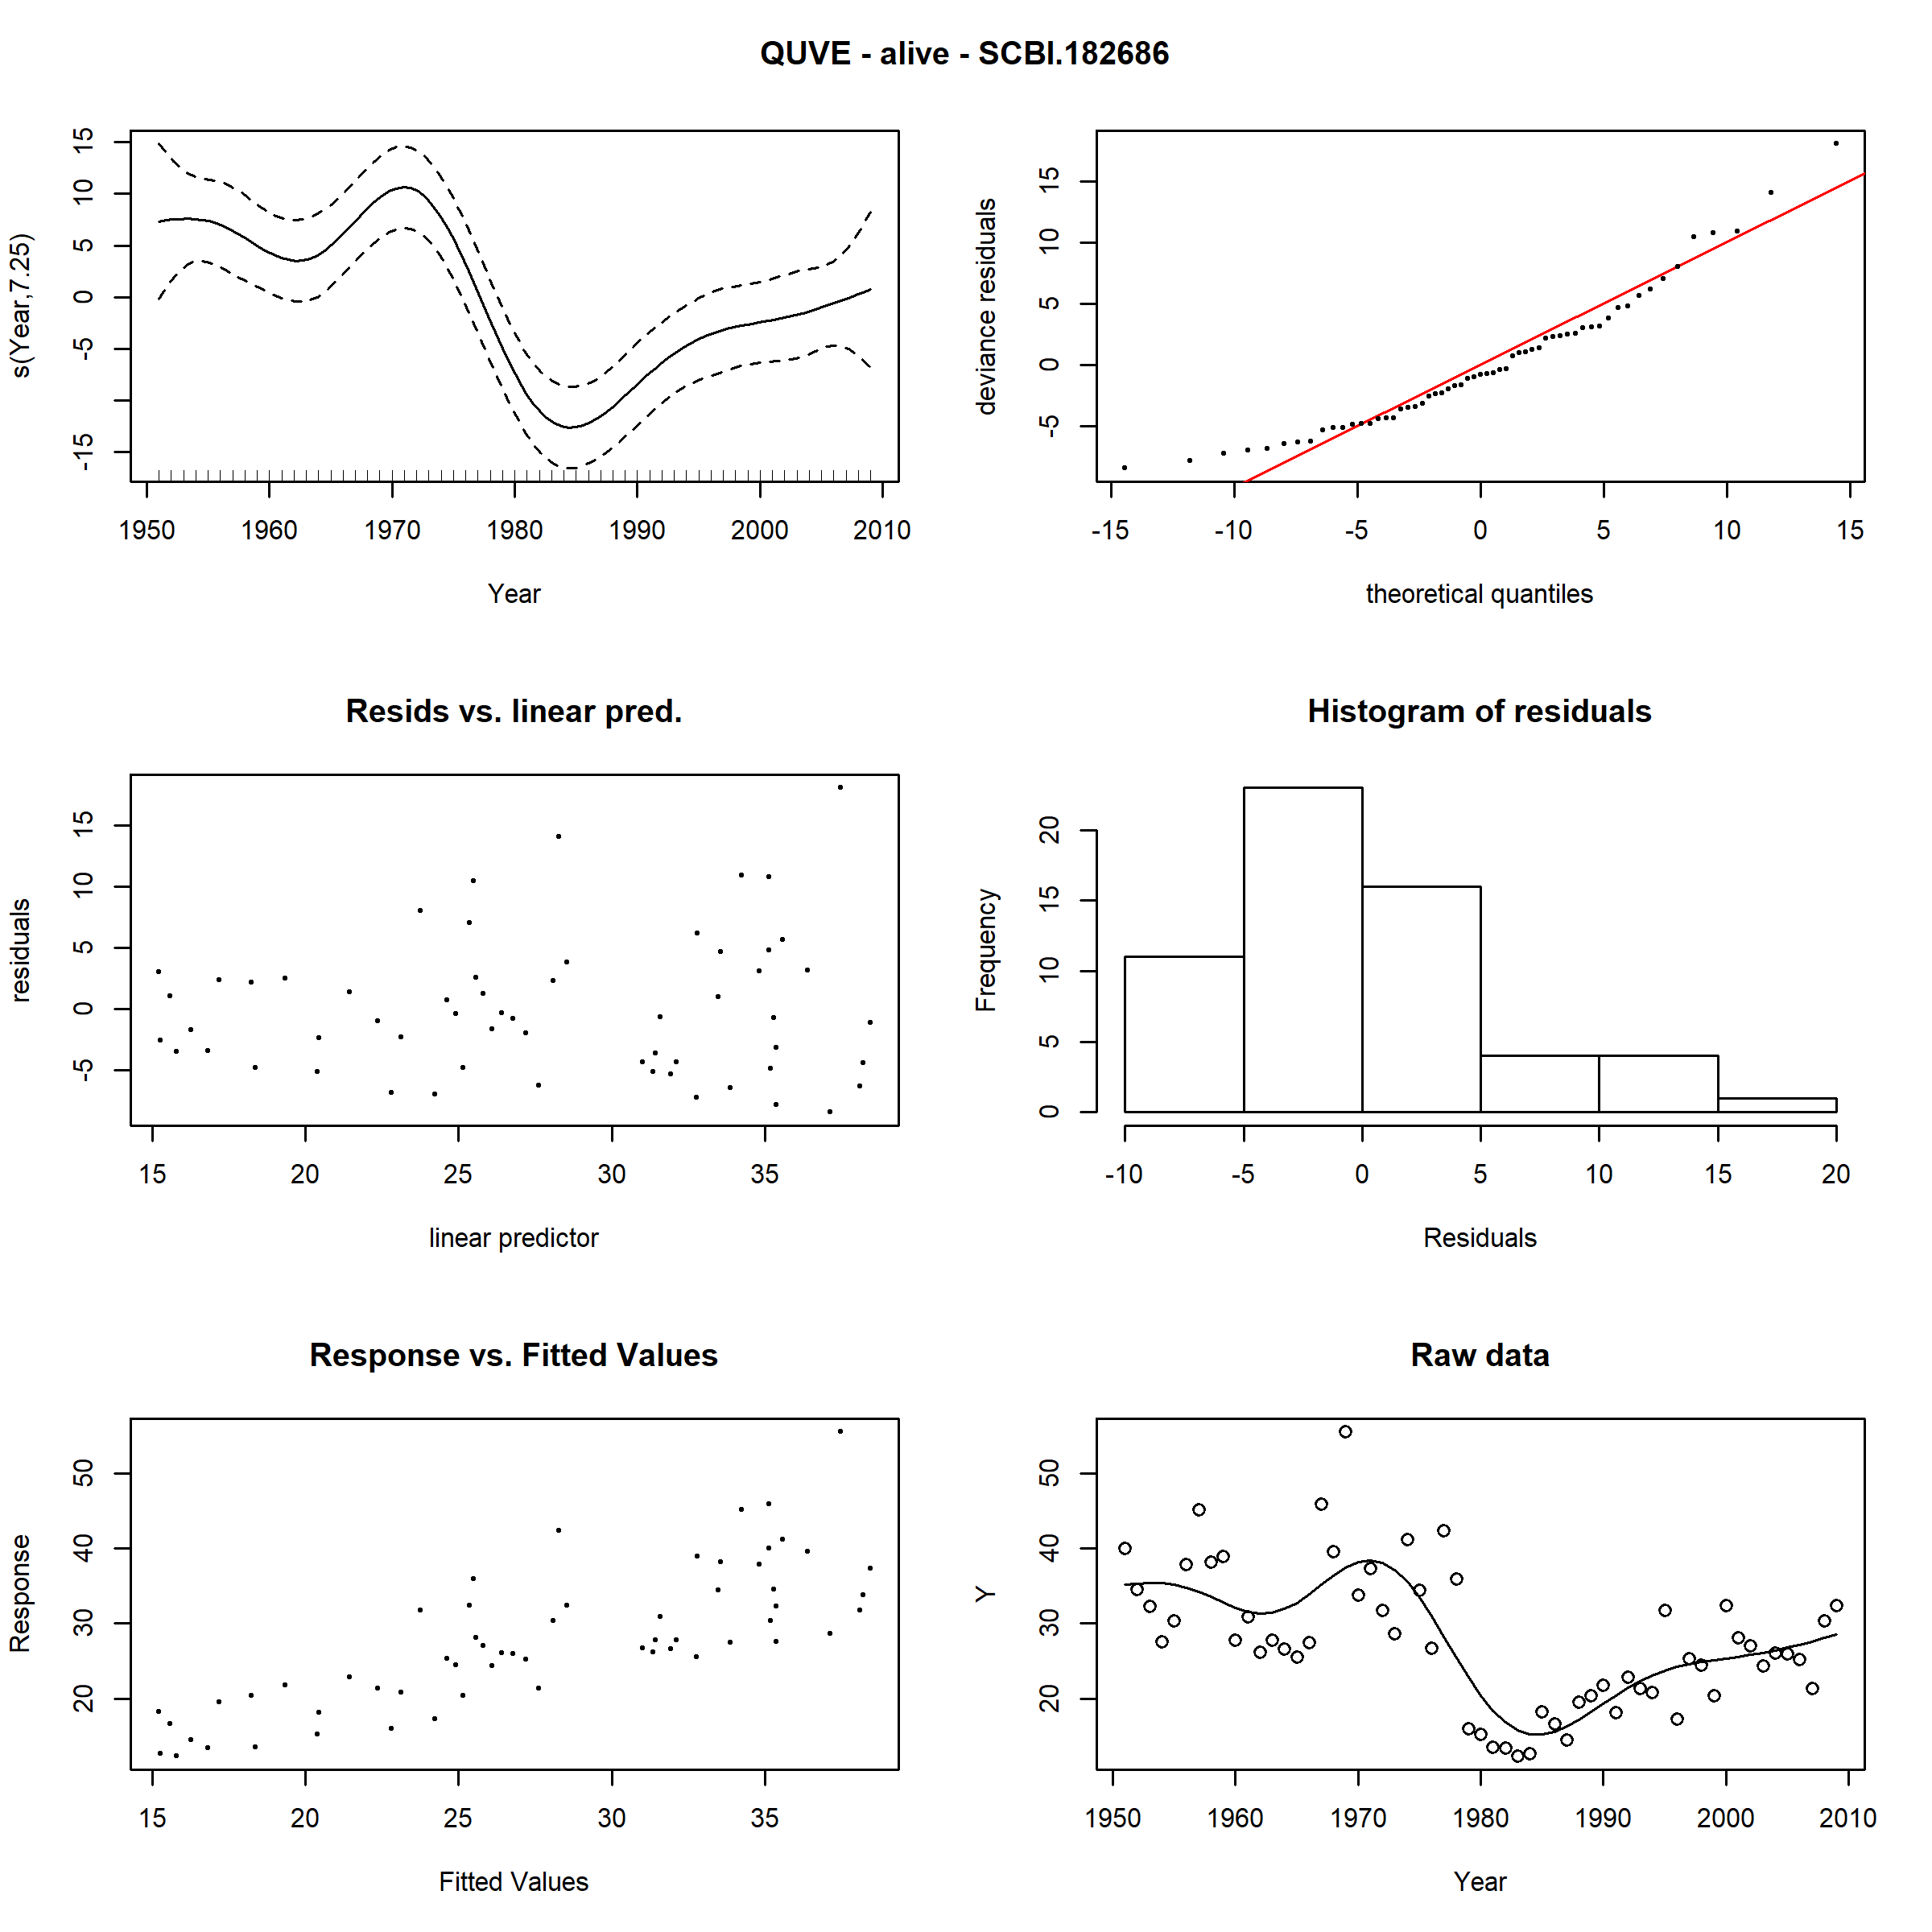 QUVE - alive - SCBI.182686
s(Year,7.25)
15
10
5
0
-5
-15
1950 1960 1970 1980 1990 2000 2010
Year
deviance residuals
15
10
5
0
-5
-15 -10 -5 0 5 10 15
theoretical quantiles
Resids vs. linear pred.
residuals
15
10
5
0
-5
15 20 25 30 35
linear predictor
Histogram of residuals
Frequency
20
15
10
5
0
-10 -5 0 5 10 15 20
Residuals
Response vs. Fitted Values
Response
50
40
30
20
15 20 25 30 35
Fitted Values
Raw data
Y
50
40
30
20
1950 1960 1970 1980 1990 2000 2010
Year